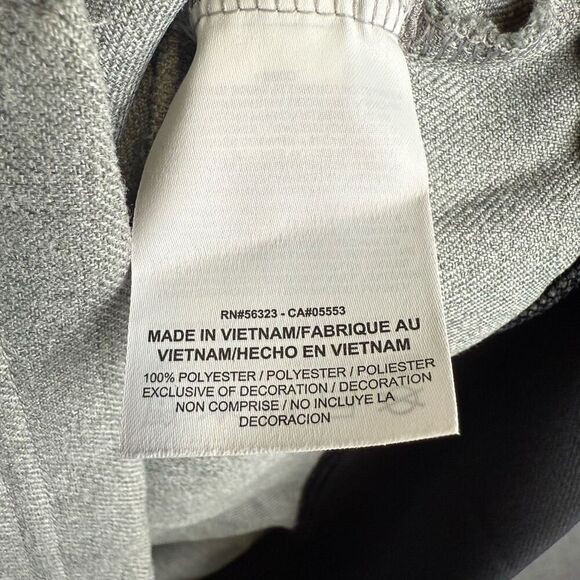 RN#56323 - CA#05553
MADE IN VIETNAM/FABRIQUE AU
VIETNAM/HECHO EN VIETNAM
100% POLYESTER / POLYESTER / POLIESTER
EXCLUSIVE OF DECORATION / DECORATION
NON COMPRISE / NO INCLUYE LA
DECORACION